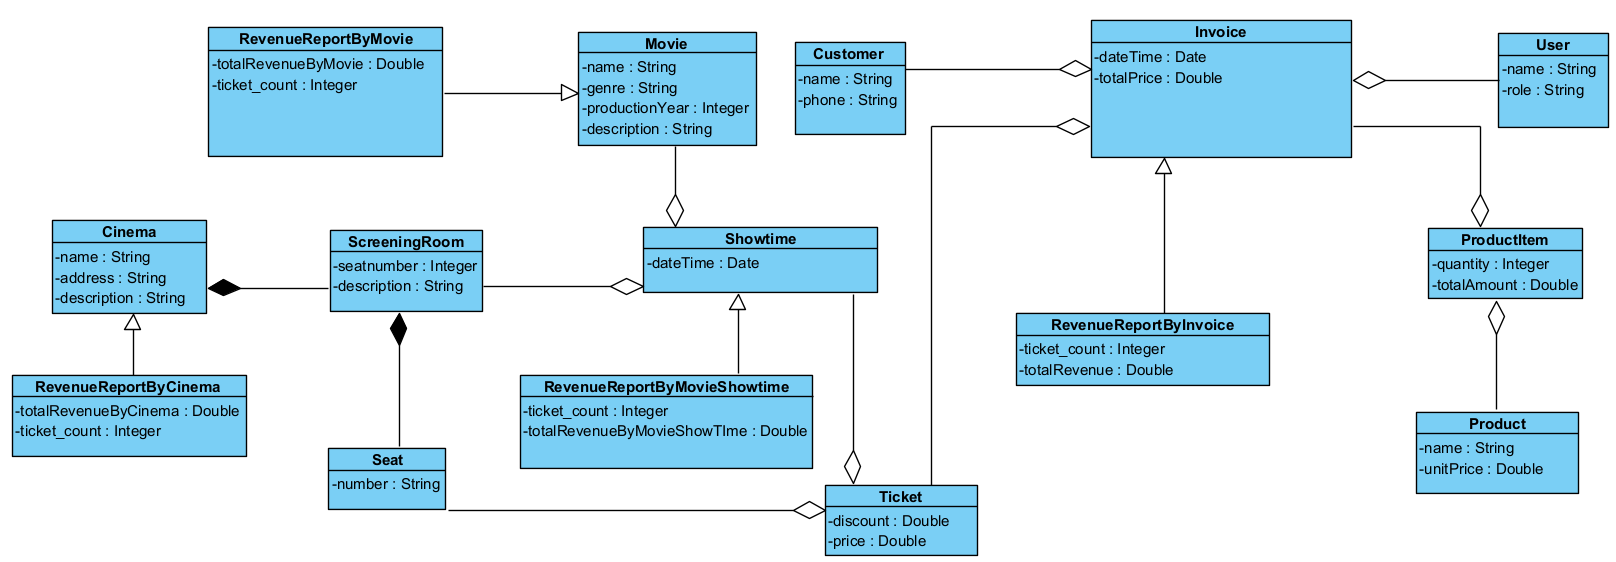 RevenueReportByMovie
-totalRevenueByMovie : Double
-ticket_count : Integer
Movie
-name : String
-genre : String
-productionYear : Integer
-description : String
Customer
-name : String
-phone : String
Invoice
-dateTime : Date
-totalPrice : Double
User
-name : String
-role : String
Cinema
-name : String
-address : String
-description : String
ScreeningRoom
-seatnumber : Integer
-description : String
Showtime
-dateTime : Date
ProductItem
-quantity : Integer
-totalAmount : Double
RevenueReportByInvoice
-ticket_count : Integer
-totalRevenue : Double
RevenueReportByCinema
-totalRevenueByCinema : Double
-ticket_count : Integer
RevenueReportByMovieShowtime
-ticket_count : Integer
-totalRevenueByMovieShowTIme : Double
Product
-name : String
-unitPrice : Double
Seat
-number : String
Ticket
-discount : Double
-price : Double